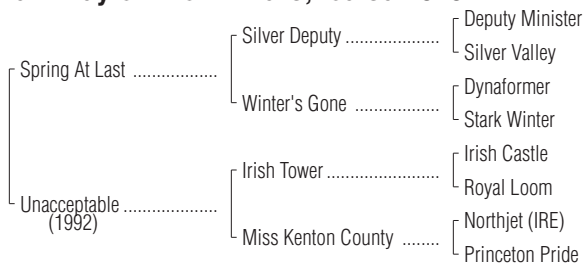 Silver Deputy ..................... Deputy Minister
Silver Valley
Spring At Last ..................
Winter's Gone ................... Dynaformer
Stark Winter
Irish Tower ......................... Irish Castle
Royal Loom
Unacceptable ....................
(1992)
Miss Kenton County ........ Northjet (IRE)
Princeton Pride